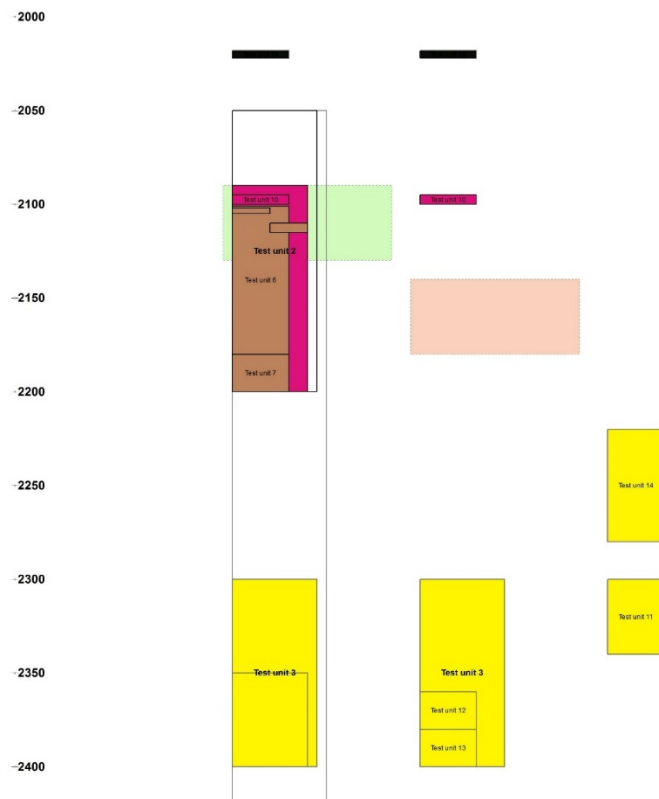 -2000
-2050
-2100
Test unit 10
Test unit 10
Test unit 2
Test unit 6
-2150
Test unit 7
-2200
-2250
Test unit 14
-2300
Test unit 11
-2350
Test unit 3
Test unit 3
Test unit 12
Test unit 13
-2400